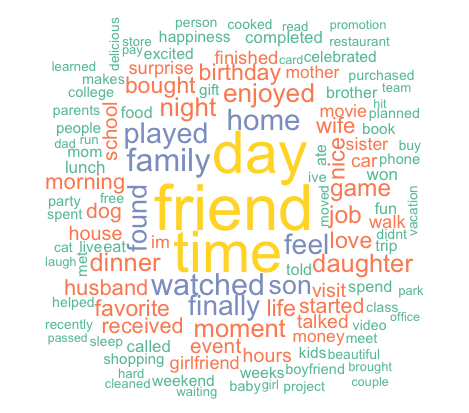 person cooked read promotion
delicious store happiness completed restaurant
pay excited finished card celebrated
learned surprise birthday mother purchased
makes bought gift brother team
college night enjoyed hit
parents school food home movie planned
people played wife book
dad run day nice sister buy
mom family ate car phone
lunch ive won
morning friend game
party free moved fun vacation
spent dog found job walk
house im time feel love didnt
cat live eat trip
laugh met dinner told daughter
husband watched son visit spend park
helped favorite finally life started class
recently received moment talked office
passed sleep called event money video meet
shopping hours kids beautiful
hard girlfriend weeks boyfriend brought
cleaned weekend baby girl project couple
waiting